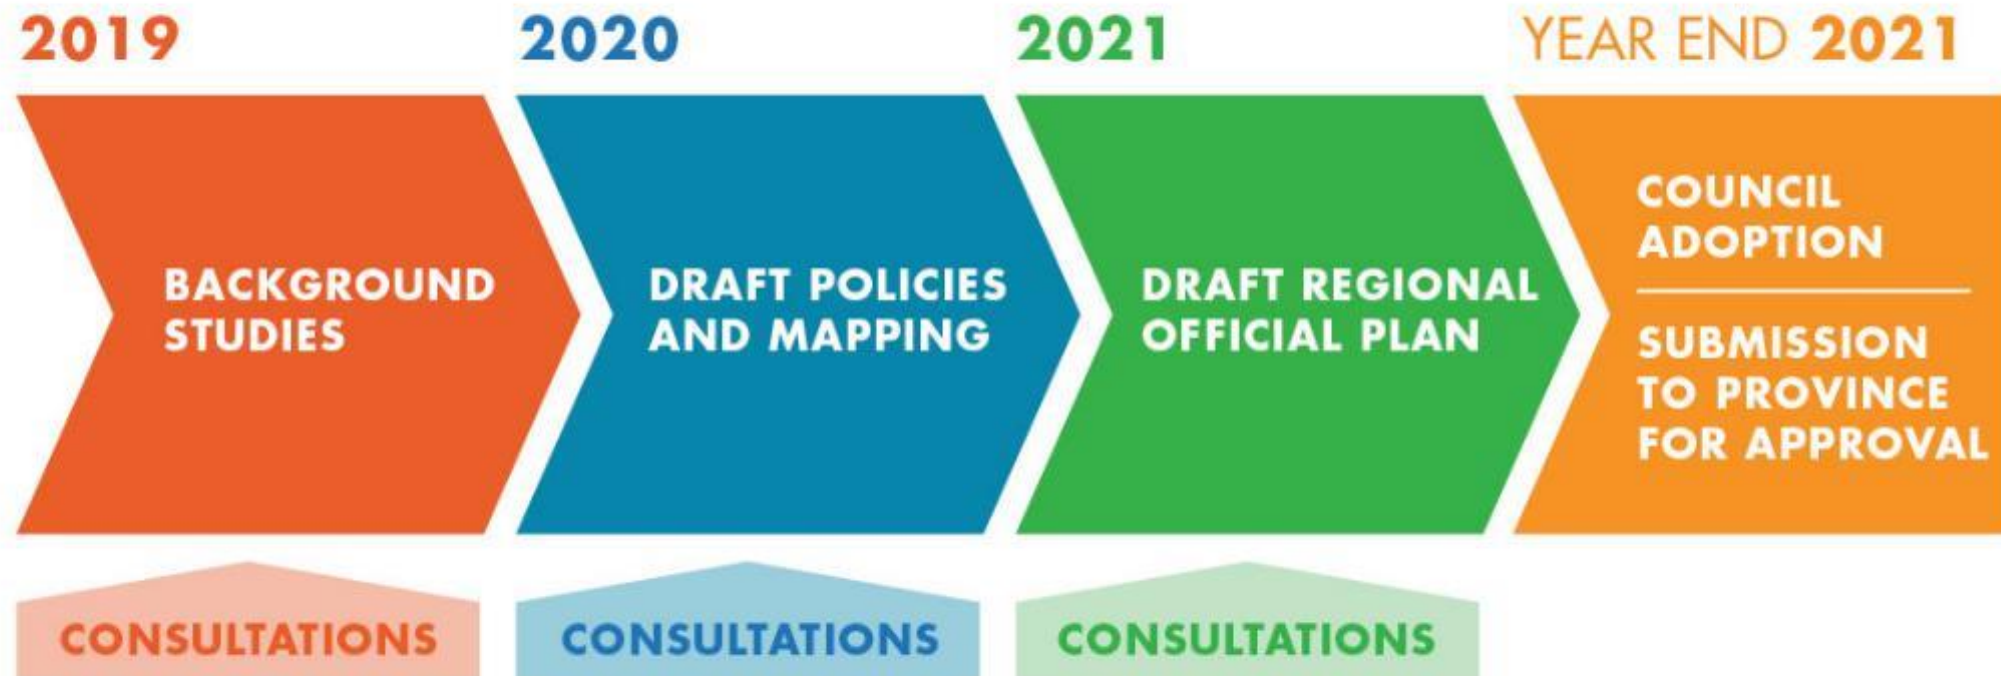 2019
BACKGROUND
STUDIES
CONSULTATIONS
2020
DRAFT POLICIES
AND MAPPING
CONSULTATIONS
2021
DRAFT REGIONAL
OFFICIAL PLAN
CONSULTATIONS
YEAR END 2021
COUNCIL
ADOPTION
SUBMISSION
TO PROVINCE
FOR APPROVAL